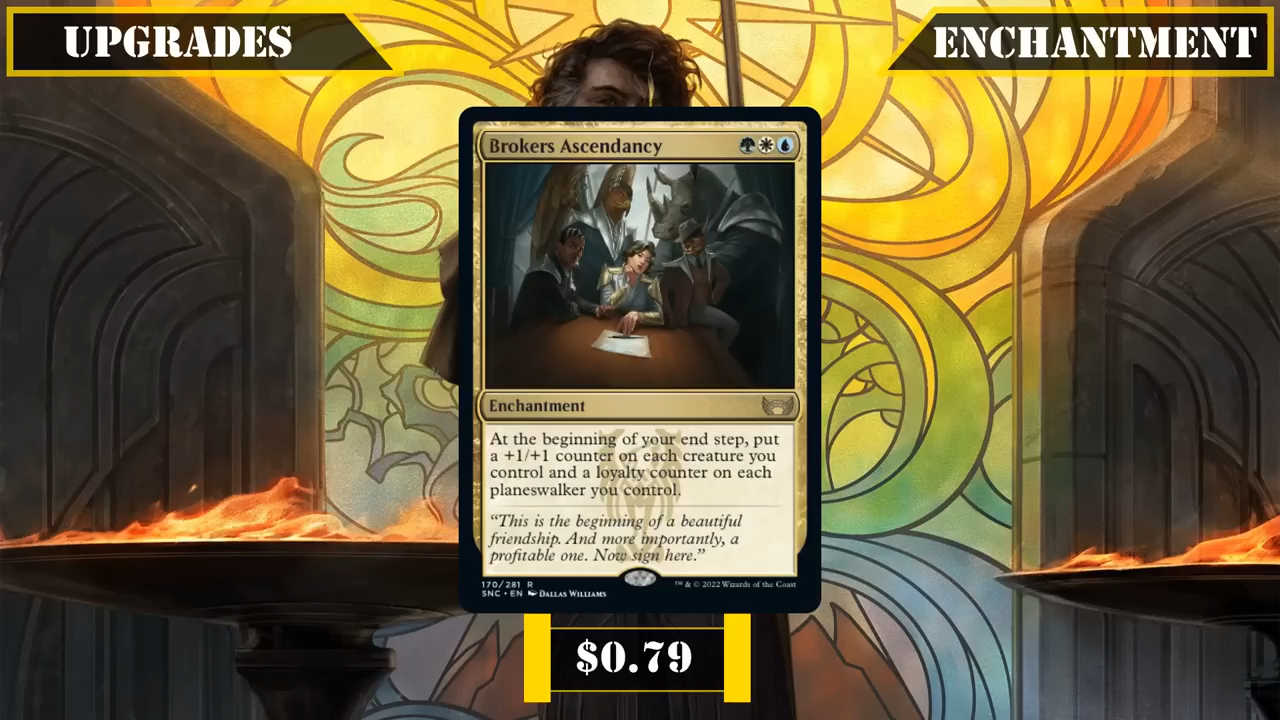 UPGRADES
ENCHANTMENT
Brokers Ascendancy
Enchantment
At the beginning of your end step, put
a +1/+1 counter on each creature you
control and a loyalty counter on each
planeswalker you control.
“This is the beginning of a beautiful
friendship. And more importantly, a
profitable one. Now sign here.”
170/281 R
™ & © 2022 Wizards of the Coast
SNC • EN DALLAS WILLIAMS
$0.79